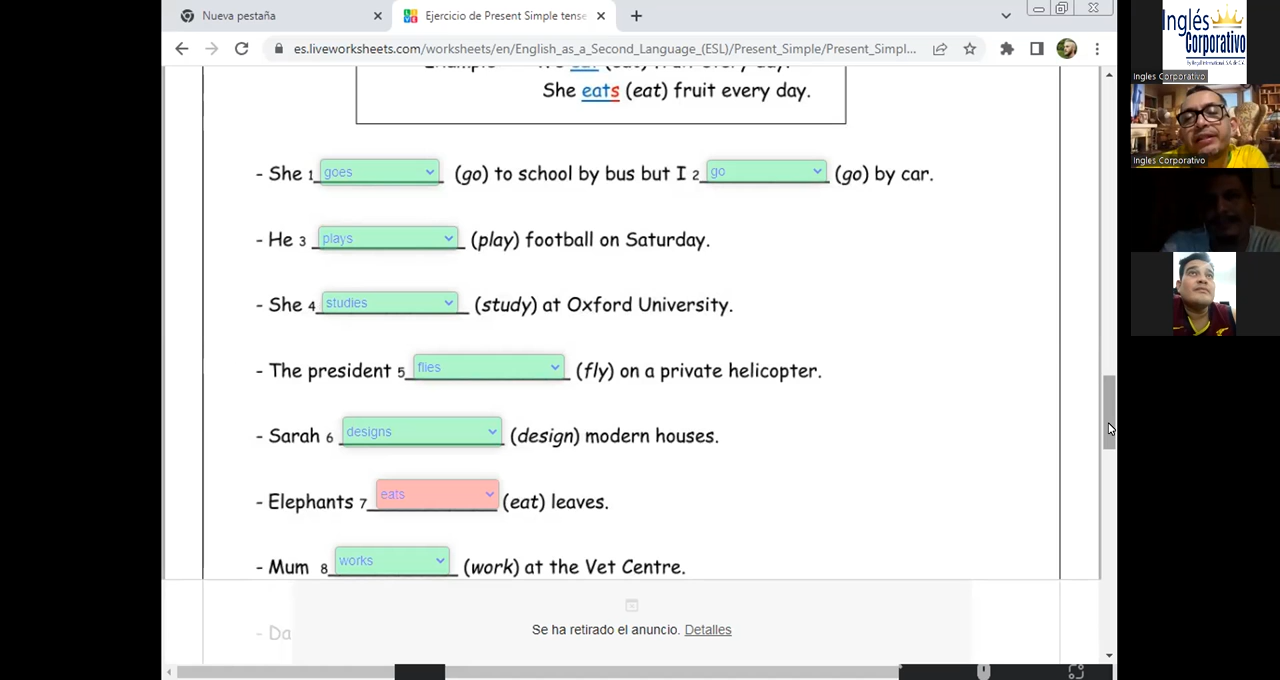 Nueva pestaña
Ejercicio de Present Simple tense
es.liveworksheets.com/worksheets/en/English_as_a_Second_Language_(ESL)/Present_Simple/Present_Simpl...
She eats (eat) fruit every day.
- She 1 goes (go) to school by bus but I 2 go (go) by car.
- He 3 plays (play) football on Saturday.
- She 4 studies (study) at Oxford University.
- The president 5 flies (fly) on a private helicopter.
- Sarah 6 designs (design) modern houses.
- Elephants 7 eats (eat) leaves.
- Mum 8 works (work) at the Vet Centre.
- Da
Se ha retirado el anuncio. Detalles
Inglés
Corporativo
Ingles Corporativo
Ingles Corporativo